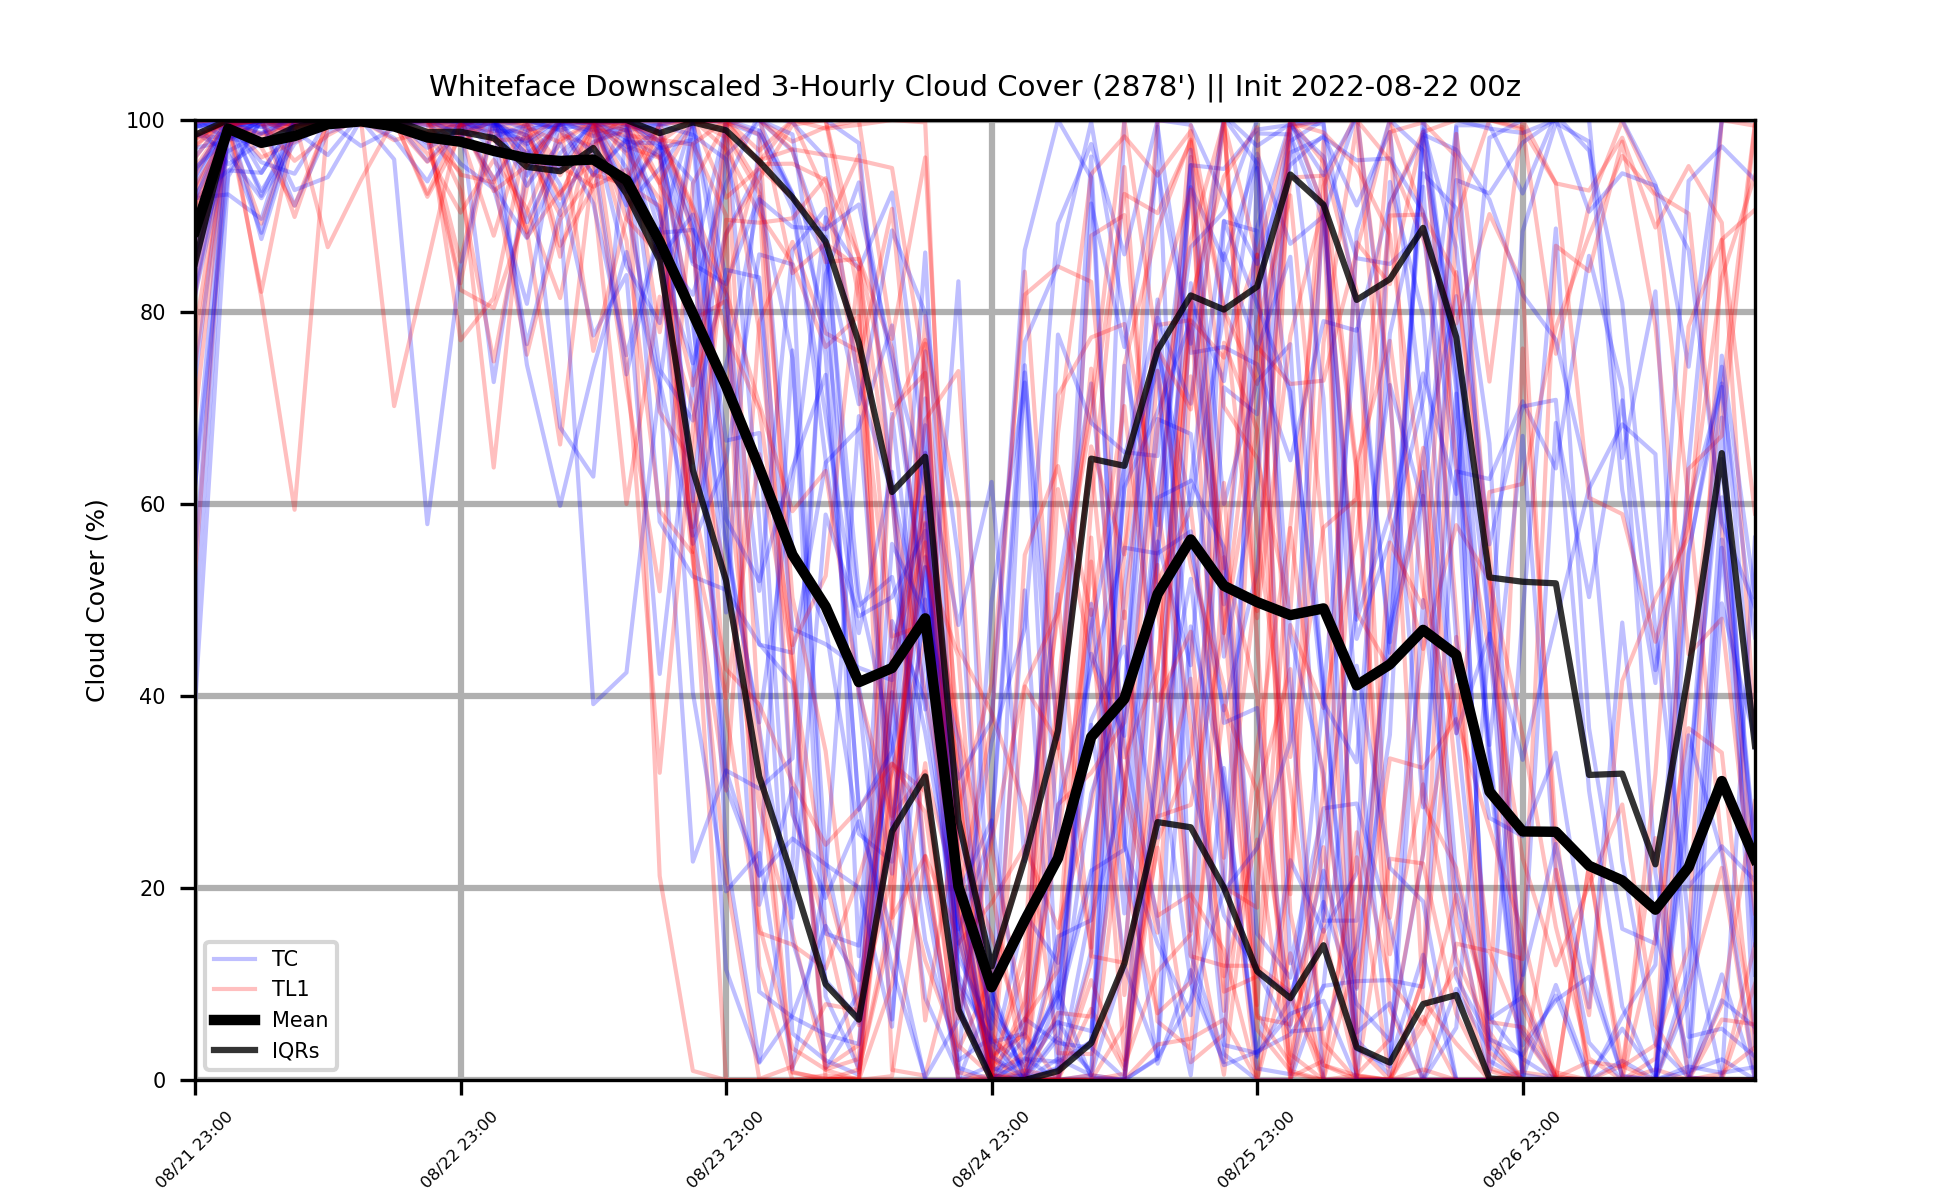 Whiteface Downscaled 3-Hourly Cloud Cover (2878') || Init 2022-08-22 00z
Cloud Cover (%)
100
80
60
40
20
0
TC
TL1
Mean
IQRs
08/21 23:00
08/22 23:00
08/23 23:00
08/24 23:00
08/25 23:00
08/26 23:00